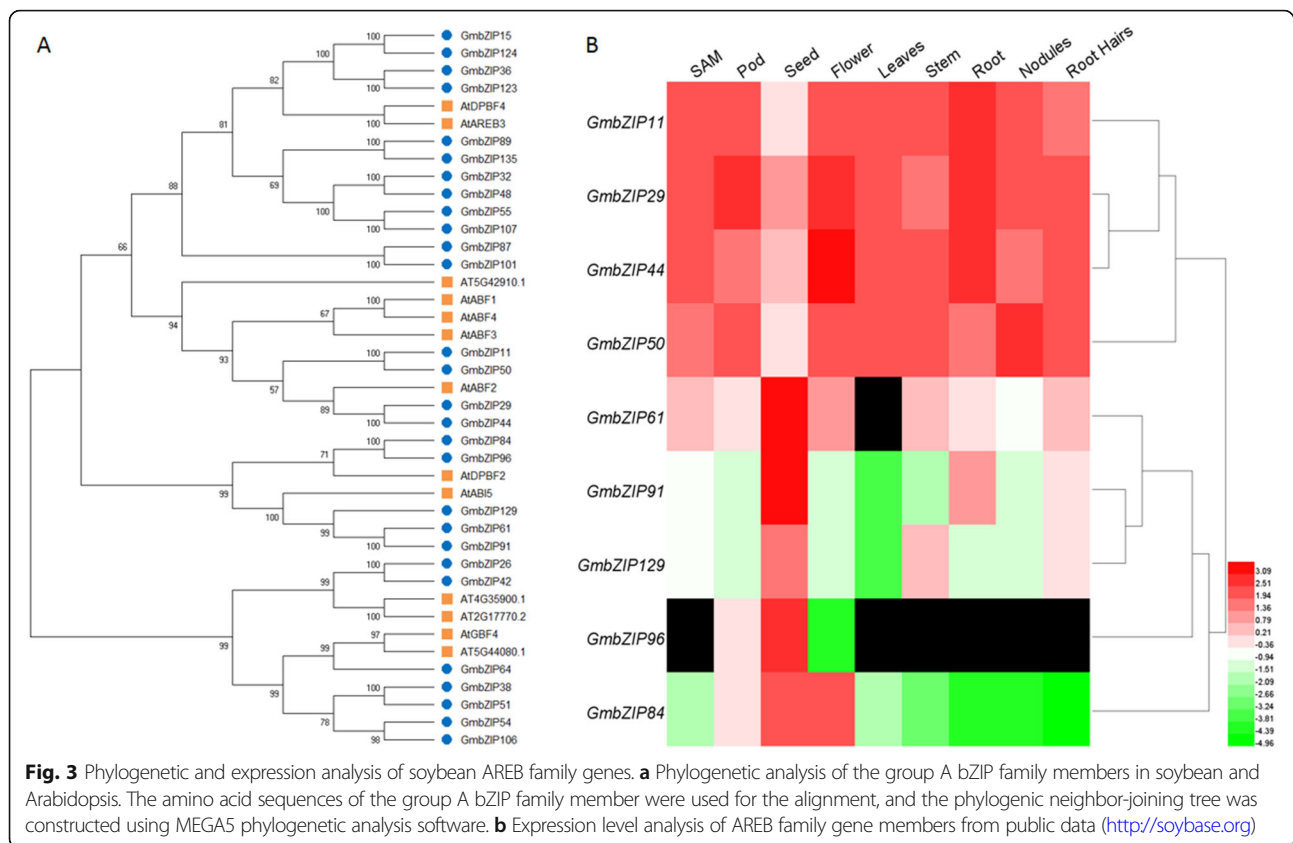 A
100
GmbZIP15
GmbZIP124
100
GmbZIP36
GmbZIP123
100
82
AtDPBF4
AtAREB3
100
81
GmbZIP89
GmbZIP135
100
69
GmbZIP32
GmbZIP48
100
GmbZIP55
GmbZIP107
100
100
88
GmbZIP87
GmbZIP101
100
66
AT5G42910.1
94
AtABF1
AtABF4
100
67
AtABF3
93
GmbZIP11
GmbZIP50
100
57
AtABF2
89
GmbZIP29
GmbZIP44
100
GmbZIP84
GmbZIP96
100
71
AtDPBF2
99
AtABI5
100
GmbZIP129
99
GmbZIP61
GmbZIP91
100
GmbZIP26
GmbZIP42
100
99
AT4G35900.1
AT2G17770.2
100
99
AtGBF4
AT5G44080.1
97
99
GmbZIP64
99
GmbZIP38
GmbZIP51
100
78
GmbZIP54
GmbZIP106
98
B
SAM
Pod
Seed
Flower
Leaves
Stem
Root
Nodules
Root Hairs
GmbZIP11
GmbZIP29
GmbZIP44
GmbZIP50
GmbZIP61
GmbZIP91
GmbZIP129
GmbZIP96
GmbZIP84
3.09
2.51
1.94
1.36
0.79
0.21
-0.36
-0.94
-1.51
-2.09
-2.66
-3.24
-3.81
-4.39
-4.96
Fig. 3 Phylogenetic and expression analysis of soybean AREB family genes. a Phylogenetic analysis of the group A bZIP family members in soybean and
Arabidopsis. The amino acid sequences of the group A bZIP family member were used for the alignment, and the phylogenic neighbor-joining tree was
constructed using MEGA5 phylogenetic analysis software. b Expression level analysis of AREB family gene members from public data (http://soybase.org)